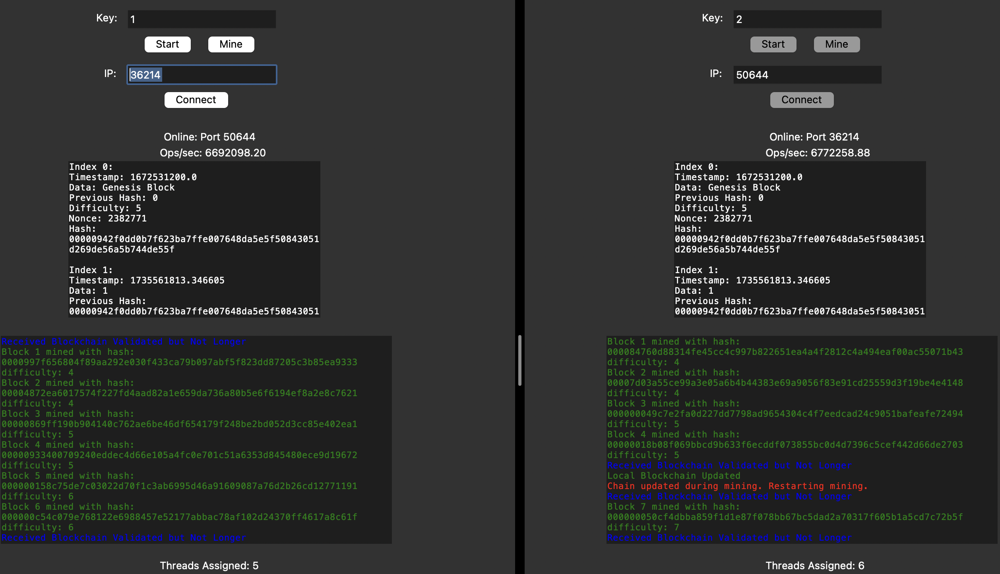 Key: 1
Start Mine
IP: 36214
Connect
Online: Port 50644
Ops/sec: 6692098.20
Index 0:
Timestamp: 1672531200.0
Data: Genesis Block
Previous Hash: 0
Difficulty: 5
Nonce: 2382771
Hash:
00000942f0dd0b7f623ba7ffe007648da5e5f50843051
d269de56a5b744de55f
Index 1:
Timestamp: 1735561813.346605
Data: 1
Previous Hash:
00000942f0dd0b7f623ba7ffe007648da5e5f50843051
Received Blockchain Validated but Not Longer
Block 1 mined with hash:
0000997f656804f89aa292e030f433ca79b097abf5f823dd87205c3b85ea9333
difficulty: 4
Block 2 mined with hash:
00004872ea6017574f227fd4aad82a1e659da736a80b5e6f6194ef8a2e8c7621
difficulty: 4
Block 3 mined with hash:
00000869ff190b904140c762ae6be46df654179f248be2bd052d3cc85e402ea1
difficulty: 5
Block 4 mined with hash:
00000933400709240eddec4d66e105a4fc0e701c51a6353d845480ece9d19672
difficulty: 5
Block 5 mined with hash:
000000158c75de7c03022d70f1c3ab6995d46a91609087a76d2b26cd12771191
difficulty: 6
Block 6 mined with hash:
000000c54c079e768122e6988457e52177abbac78af102d24370ff4617a8c61f
difficulty: 6
Received Blockchain Validated but Not Longer
Threads Assigned: 5
Key: 2
Start Mine
IP: 50644
Connect
Online: Port 36214
Ops/sec: 6772258.88
Index 0:
Timestamp: 1672531200.0
Data: Genesis Block
Previous Hash: 0
Difficulty: 5
Nonce: 2382771
Hash:
00000942f0dd0b7f623ba7ffe007648da5e5f50843051
d269de56a5b744de55f
Index 1:
Timestamp: 1735561813.346605
Data: 1
Previous Hash:
00000942f0dd0b7f623ba7ffe007648da5e5f50843051
Block 1 mined with hash:
000084760d88314fe45cc4c997b822651ea4a4f2812c4a494eaf00ac55071b43
difficulty: 4
Block 2 mined with hash:
00007d03a55ce99a3e05a6b4b44383e69a9056f83e91cd25559d3f19be4e4148
difficulty: 4
Block 3 mined with hash:
000000049c7e2fa0d227dd7798ad9654304c4f7eedcad24c9051bafeafe72494
difficulty: 5
Block 4 mined with hash:
00000018b08f069bbcd9b633f6ecddf073855bc0d4d7396c5cef442d66de2703
difficulty: 5
Received Blockchain Validated but Not Longer
Local Blockchain Updated
Chain updated during mining. Restarting mining.
Received Blockchain Validated but Not Longer
Block 7 mined with hash:
000000050cf4dbba859f1d1e87f078bb67bc5dad2a70317f605b1a5cd7c72b5f
difficulty: 7
Received Blockchain Validated but Not Longer
Threads Assigned: 6